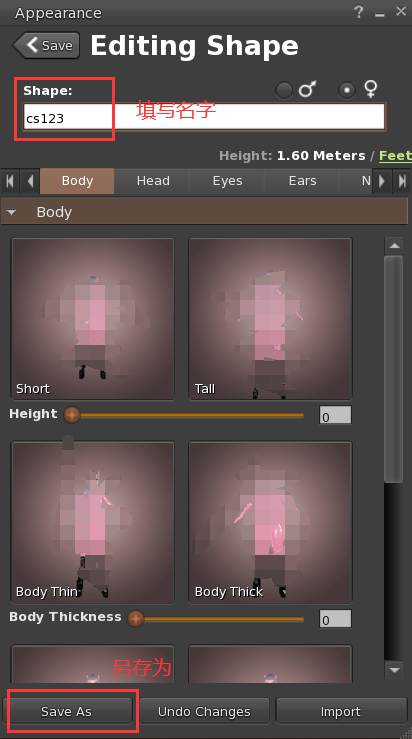 Appearance
Save
Editing Shape
Shape:
cs123
填写名字
Height: 1.60 Meters / Feet
Body Head Eyes Ears N
Body
Short Tall
Height 0
Body Thin Body Thick
Body Thickness 0
另存为
Save As Undo Changes Import